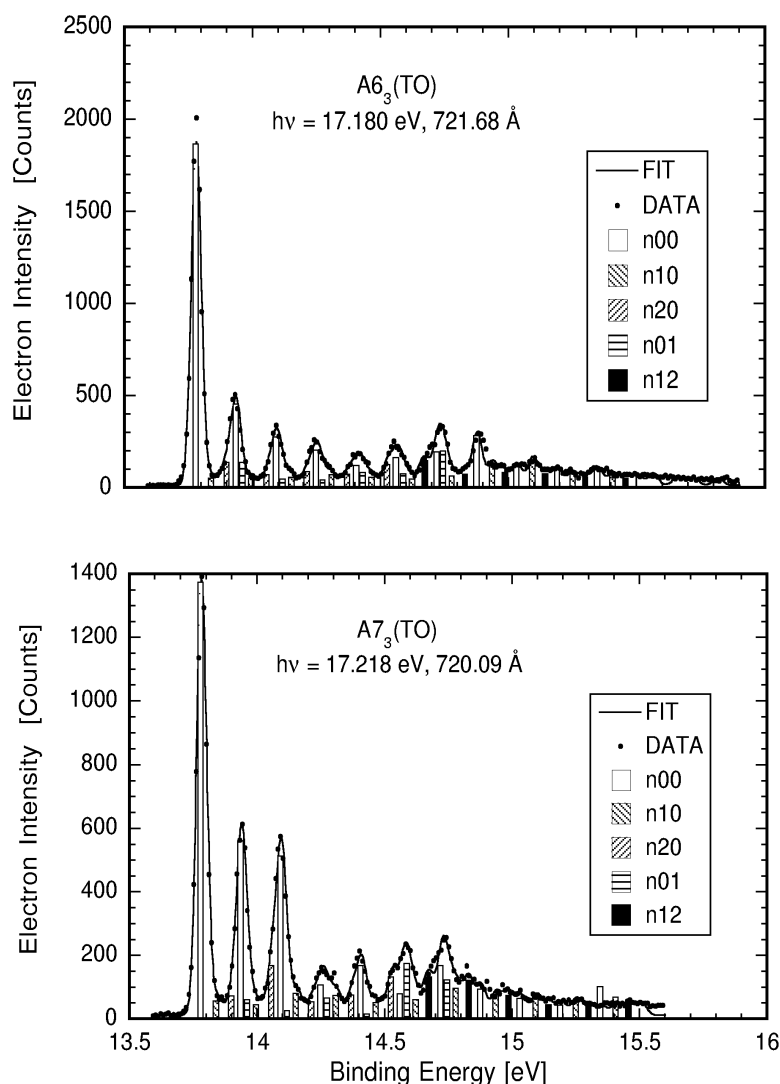 2500
2000
1500
1000
500
0
Electron Intensity [Counts]
A6₃(TO)
hν = 17.180 eV, 721.68 Å
FIT
DATA
n00
n10
n20
n01
n12
1400
1200
1000
800
600
400
200
0
Electron Intensity [Counts]
A7₃(TO)
hν = 17.218 eV, 720.09 Å
FIT
DATA
n00
n10
n20
n01
n12
13.5 14 14.5 15 15.5 16
Binding Energy [eV]